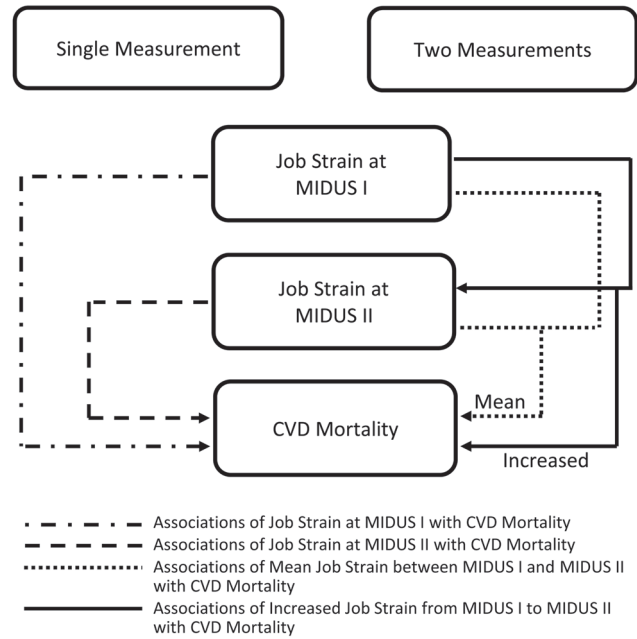 Single Measurement
Two Measurements
Job Strain at
MIDUS I
Job Strain at
MIDUS II
Mean
CVD Mortality
Increased
Associations of Job Strain at MIDUS I with CVD Mortality
Associations of Job Strain at MIDUS II with CVD Mortality
Associations of Mean Job Strain between MIDUS I and MIDUS II
with CVD Mortality
Associations of Increased Job Strain from MIDUS I to MIDUS II
with CVD Mortality